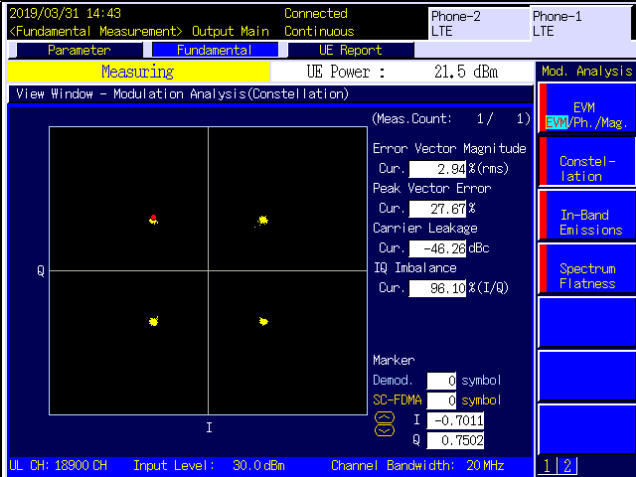 2019/03/31 14:43 Connected Phone-2 Phone-1
<Fundamental Measurement> Output Main Continuous LTE LTE
Parameter Fundamental UE Report
Measuring UE Power : 21.5 dBm Mod. Analysis
View Window - Modulation Analysis(Constellation)
(Meas.Count: 1/ 1)
EVM
EVM/Ph./Mag.
Error Vector Magnitude
Cur. 2.94 %(rms)
Peak Vector Error
Cur. 27.67 %
Carrier Leakage
Cur. -46.26 dBc
IQ Imbalance
Cur. 96.10 %(I/Q)
Constel-
lation
In-Band
Emissions
Spectrum
Flatness
Q
I
Marker
Demod. 0 symbol
SC-FDMA 0 symbol
I -0.7011
Q 0.7502
UL CH: 18900 CH Input Level: 30.0 dBm Channel Bandwidth: 20 MHz 1 2